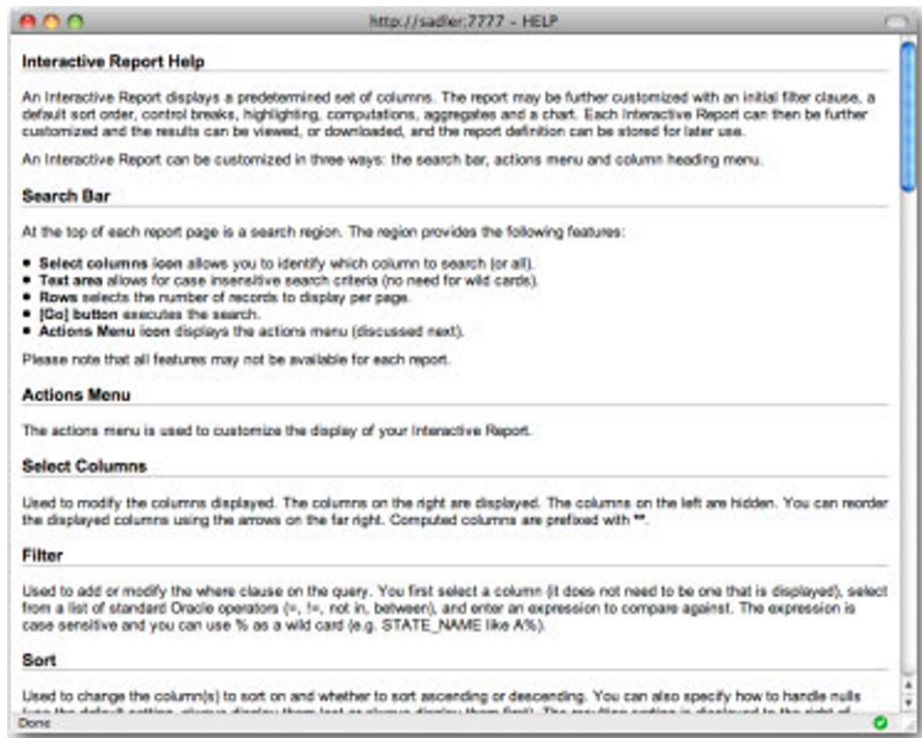 http://sadler:7777 - HELP
Interactive Report Help
An Interactive Report displays a predetermined set of columns. The report may be further customized with an initial filter clause, a
default sort order, control breaks, highlighting, computations, aggregates and a chart. Each Interactive Report can then be further
customized and the results can be viewed, or downloaded, and the report definition can be stored for later use.
An Interactive Report can be customized in three ways: the search bar, actions menu and column heading menu.
Search Bar
At the top of each report page is a search region. The region provides the following features:
● Select columns icon allows you to identify which column to search (or all).
● Text area allows for case insensitive search criteria (no need for wild cards).
● Rows selects the number of records to display per page.
● [Go] button executes the search.
● Actions Menu icon displays the actions menu (discussed next).
Please note that all features may not be available for each report.
Actions Menu
The actions menu is used to customize the display of your Interactive Report.
Select Columns
Used to modify the columns displayed. The columns on the right are displayed. The columns on the left are hidden. You can reorder
the displayed columns using the arrows on the far right. Computed columns are prefixed with "".
Filter
Used to add or modify the where clause on the query. You first select a column (it does not need to be one that is displayed), select
from a list of standard Oracle operators (=, !=, not in, between), and enter an expression to compare against. The expression is
case sensitive and you can use % as a wild card (e.g. STATE_NAME like A%).
Sort
Used to change the column(s) to sort on and whether to sort ascending or descending. You can also specify how to handle nulls
Done